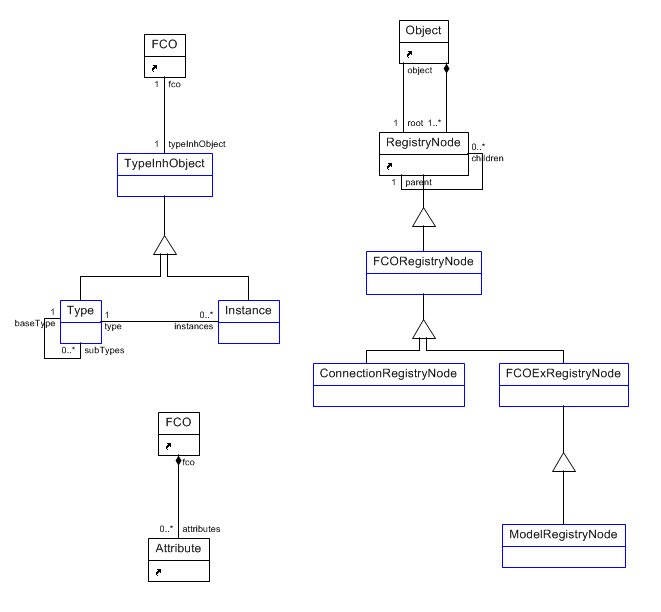 FCO
1 fco
1 typeInhObject
TypeInhObject
1
baseType
Type
1
type
0..*
instances
Instance
0..* subTypes
FCO
fco
0..* attributes
Attribute
Object
object
1 root 1..*
RegistryNode
0..*
children
1 parent
FCORegistryNode
ConnectionRegistryNode
FCOExRegistryNode
ModelRegistryNode